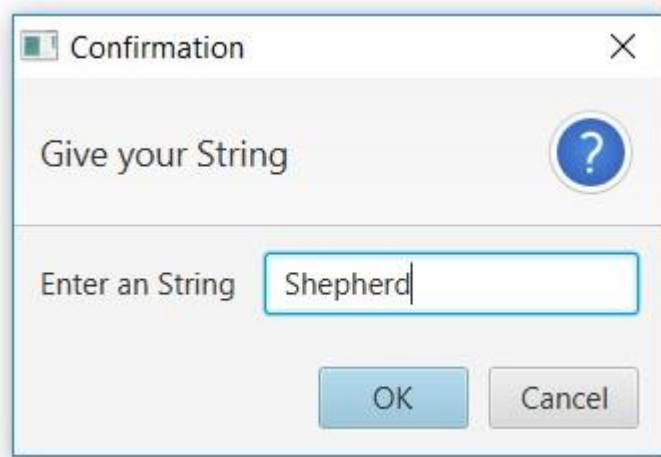 Confirmation
Give your String
?
Enter an String Shepherd
OK Cancel